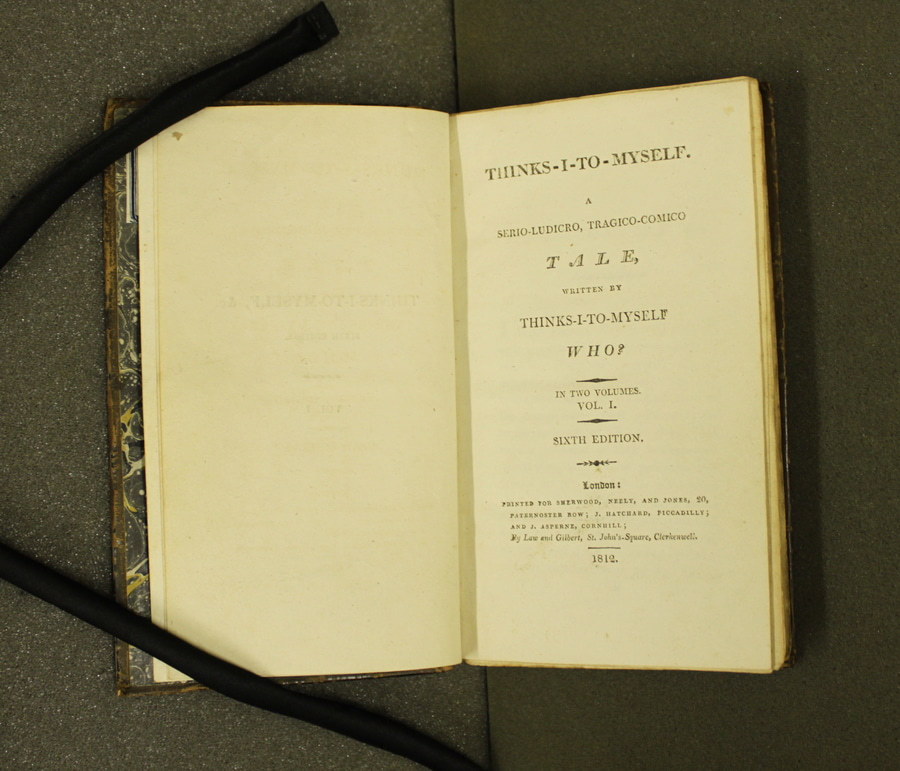 THINKS-I-TO-MYSELF.
A
SERIO-LUDICRO, TRAGICO-COMICO
TALE,
WRITTEN BY
THINKS-I-TO-MYSELF
WHO?
IN TWO VOLUMES.
VOL. I.
SIXTH EDITION.
London:
PRINTED FOR SHERWOOD, NEELY, AND JONES, 20,
PATERNOSTER ROW; J. HATCHARD, PICCADILLY;
AND J. ASPERNE, CORNHILL;
By Law and Gilbert, St. John's-Square, Clerkenwell.
1812.